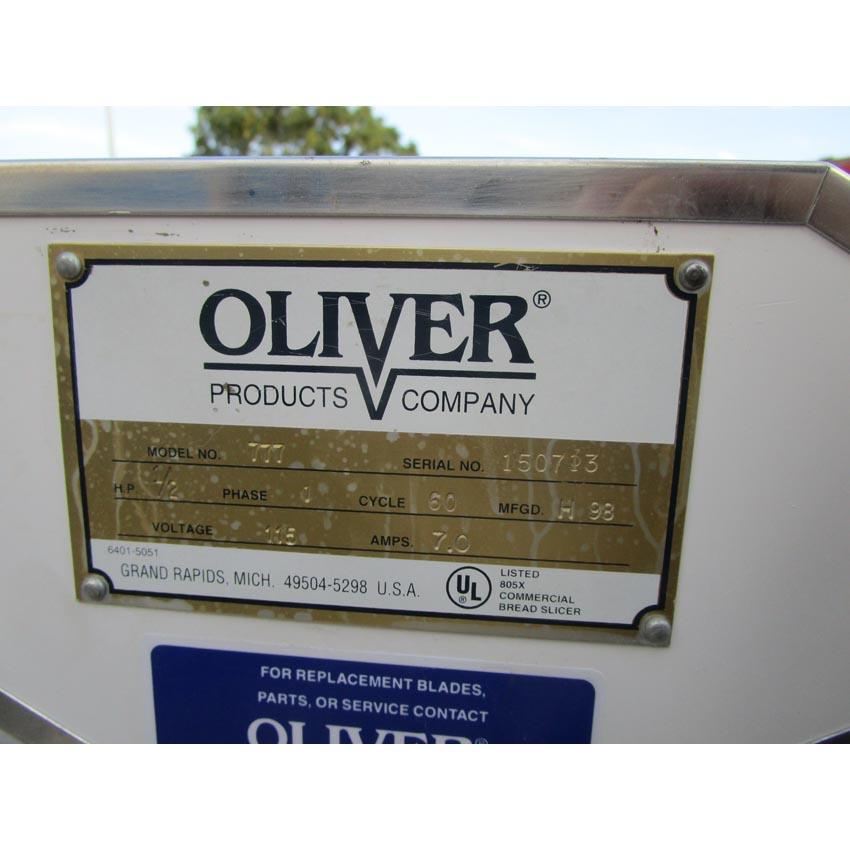 OLIVER®
PRODUCTS COMPANY
MODEL NO. 777 SERIAL NO.
H.P. 1/2 PHASE 1 CYCLE 60 MFGD. H 98
VOLTAGE 115 AMPS. 7.0
6401-5051
GRAND RAPIDS, MICH. 49504-5298 U.S.A.
UL®
LISTED
805X
COMMERCIAL
BREAD SLICER
FOR REPLACEMENT BLADES,
PARTS, OR SERVICE CONTACT
OLIVER®